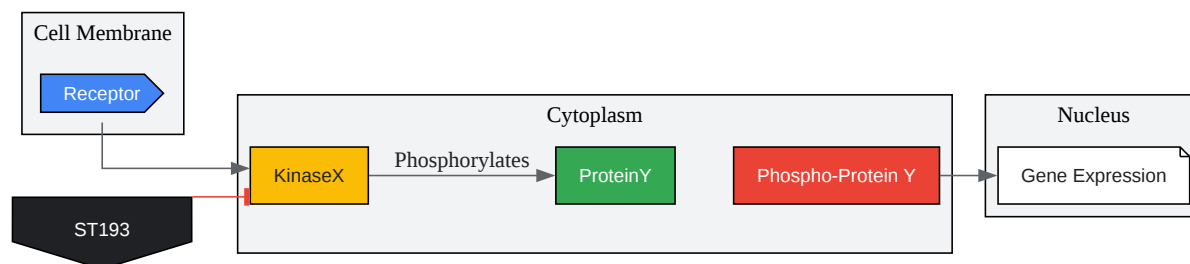 Cell Membrane
Receptor
Cytoplasm
Nucleus
KinaseX
Phosphorylates
ProteinY
Phospho-Protein Y
Gene Expression
ST193